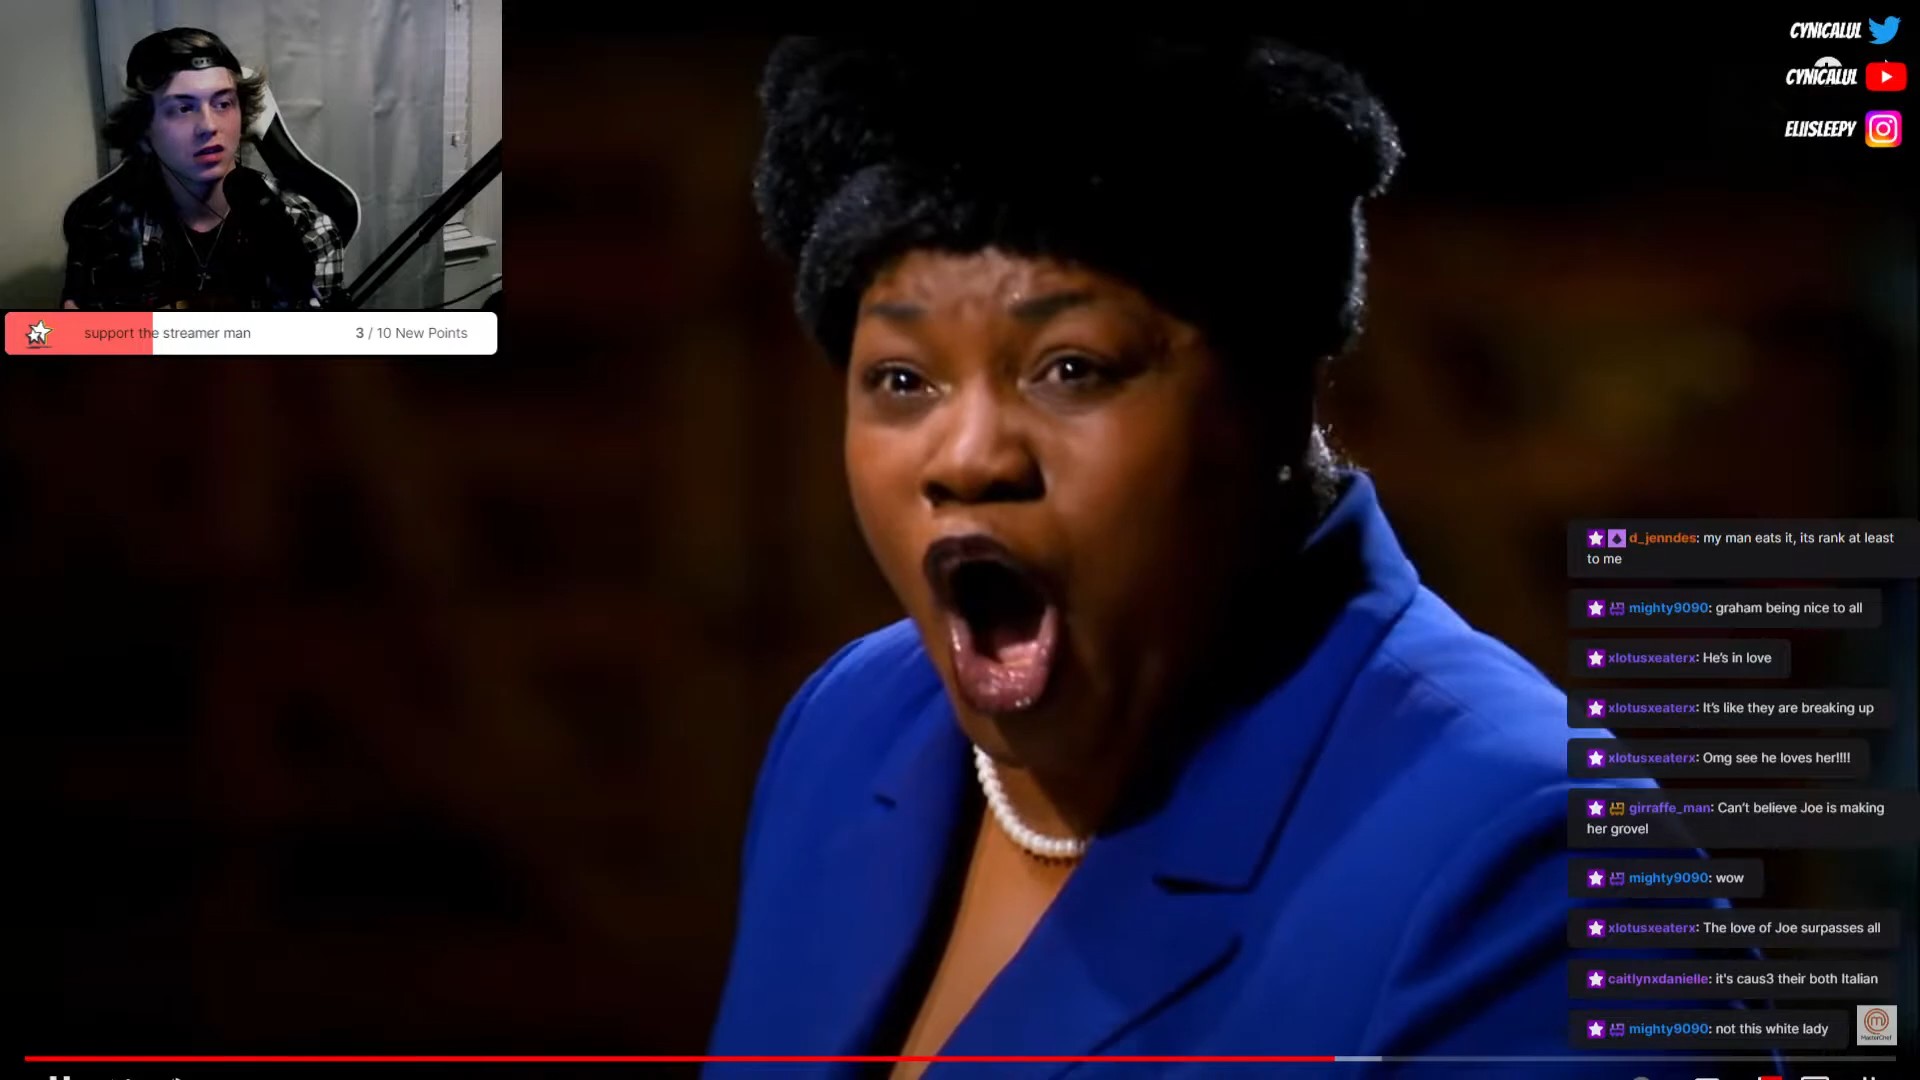 CYNICALUL
CYNICALUL
ELIISLEEPY
support the streamer man 3 / 10 New Points
d_jenndes: my man eats it, its rank at least
to me
mighty9090: graham being nice to all
xlotusxeaterx: He's in love
xlotusxeaterx: It's like they are breaking up
xlotusxeaterx: Omg see he loves her!!!!
girraffe_man: Can't believe Joe is making
her grovel
mighty9090: wow
xlotusxeaterx: The love of Joe surpasses all
caitlynxdanielle: it's caus3 their both Italian
mighty9090: not this white lady
MasterChef